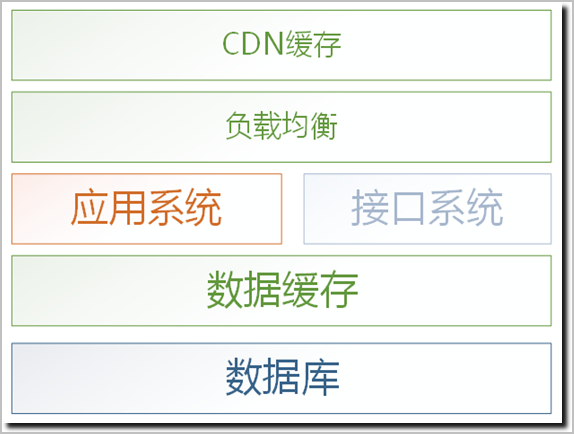 CDN缓存
负载均衡
应用系统
接口系统
数据缓存
数据库